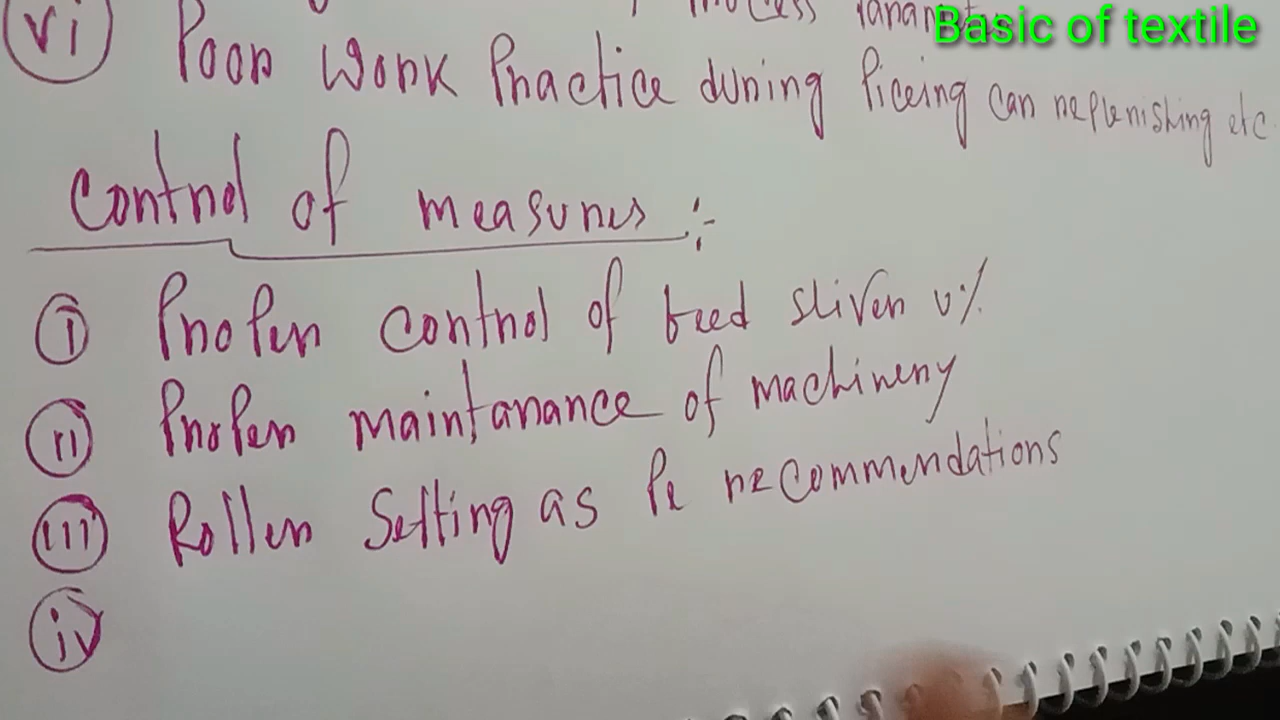 Process
Basic of textile
vi Poor Work Practice during Piceing can replenishing etc.
Control of measures :-
i Proper control of feed sliver U%
ii Proper maintanance of machinery
iii Roller Setting as Pe recommendations
iv